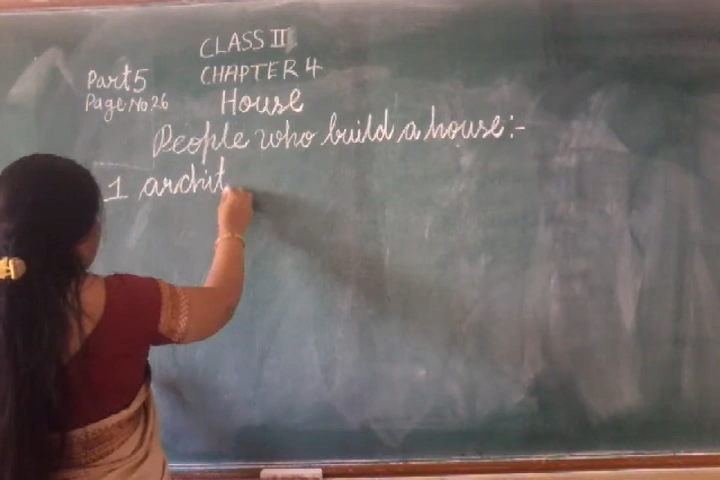 CLASS II
Part 5 CHAPTER 4
Page No 26 House
People who build a house:-
1 archit